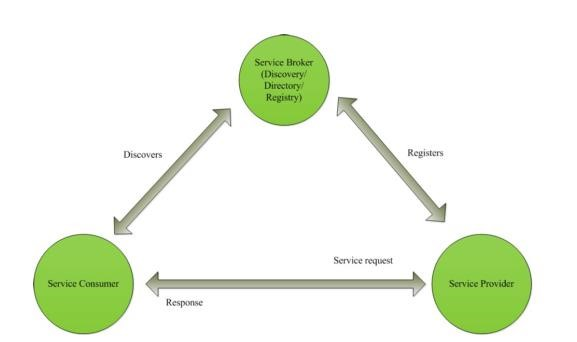 Service Broker
(Discovery/
Directory/
Registry)
Discovers
Registers
Service request
Service Consumer
Service Provider
Response